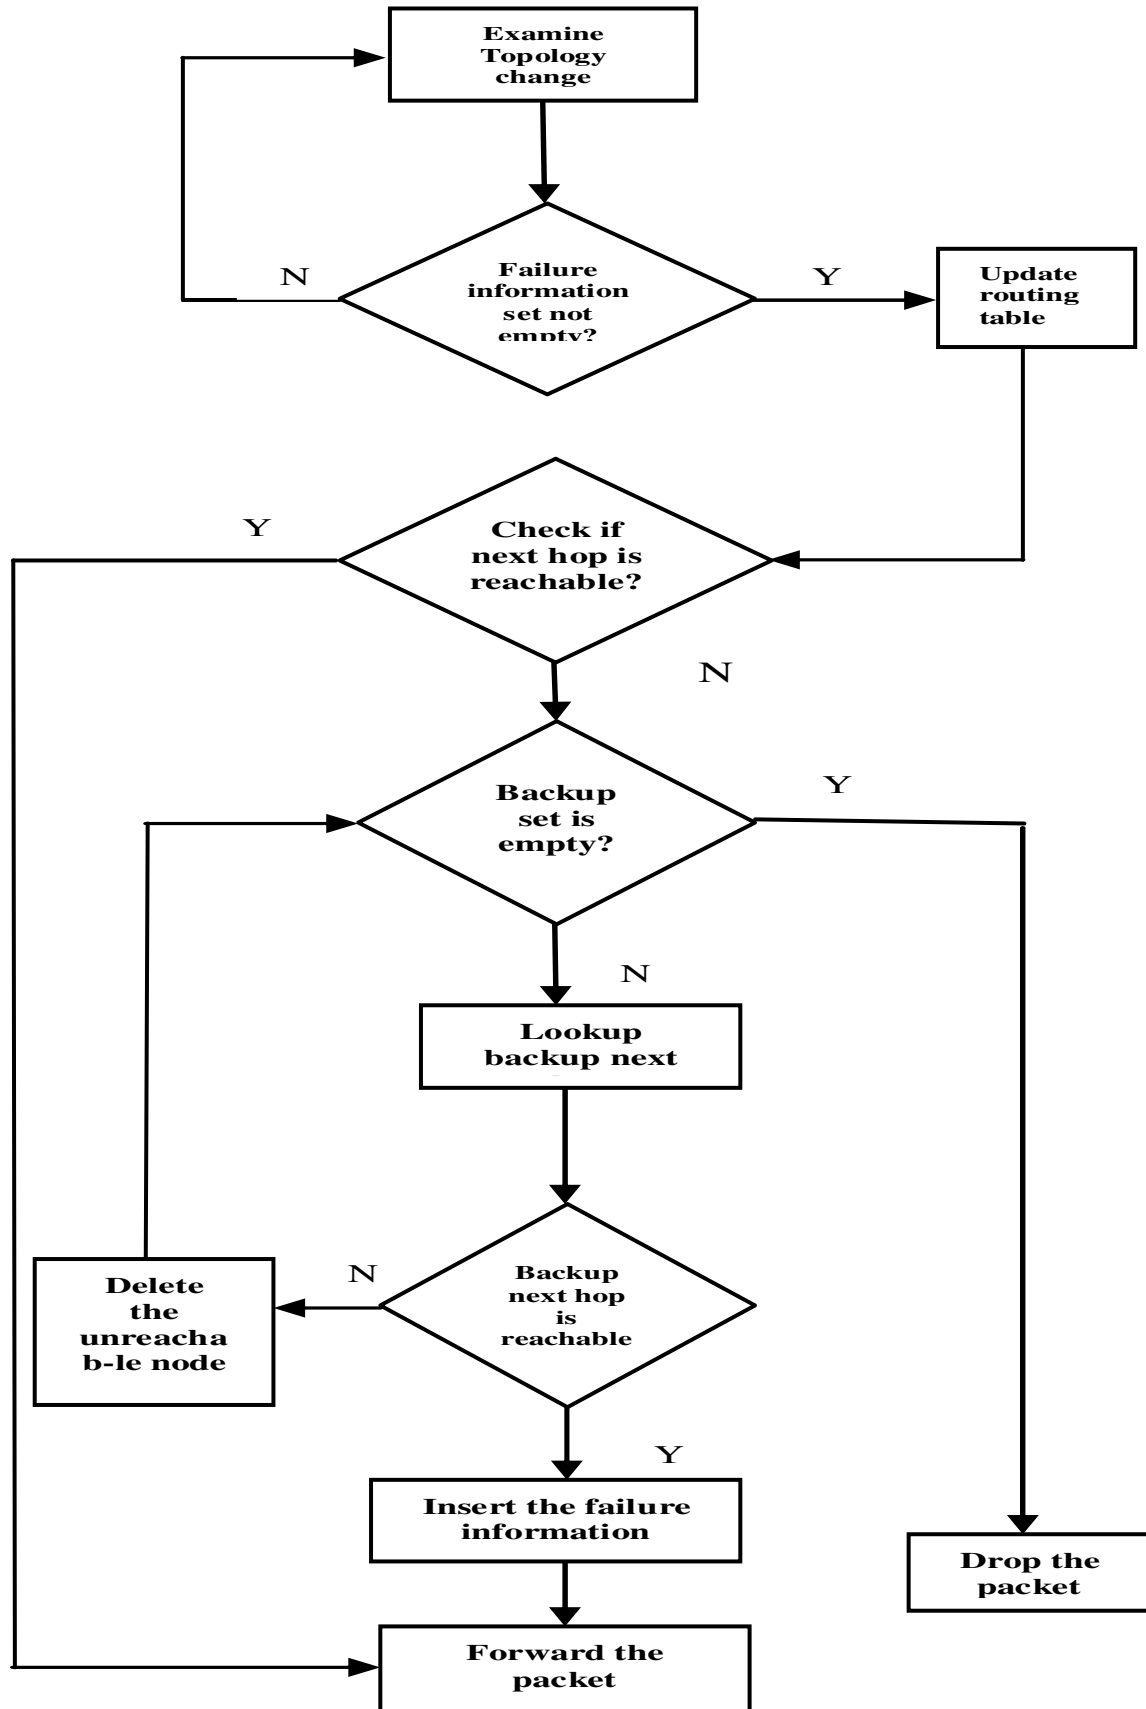 Examine
Topology
change
N
Failure
information
set not
empty?
Y
Update
routing
table
Y
Check if
next hop is
reachable?
N
Backup
set is
empty?
Y
N
Lookup
backup next
N
Backup
next hop
is
reachable
Delete
the
unreacha
b-le node
Y
Insert the failure
information
Drop the
packet
Forward the
packet